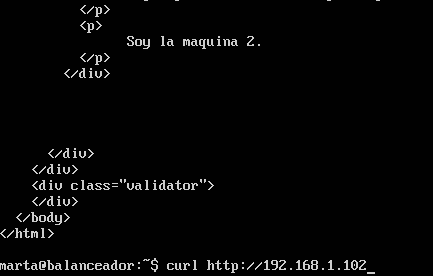 </p>
<p>
Soy la maquina 2.
</p>
</div>
</div>
</div>
<div class="validator">
</div>
</body>
</html>
marta@balanceador:~$ curl http://192.168.1.102_